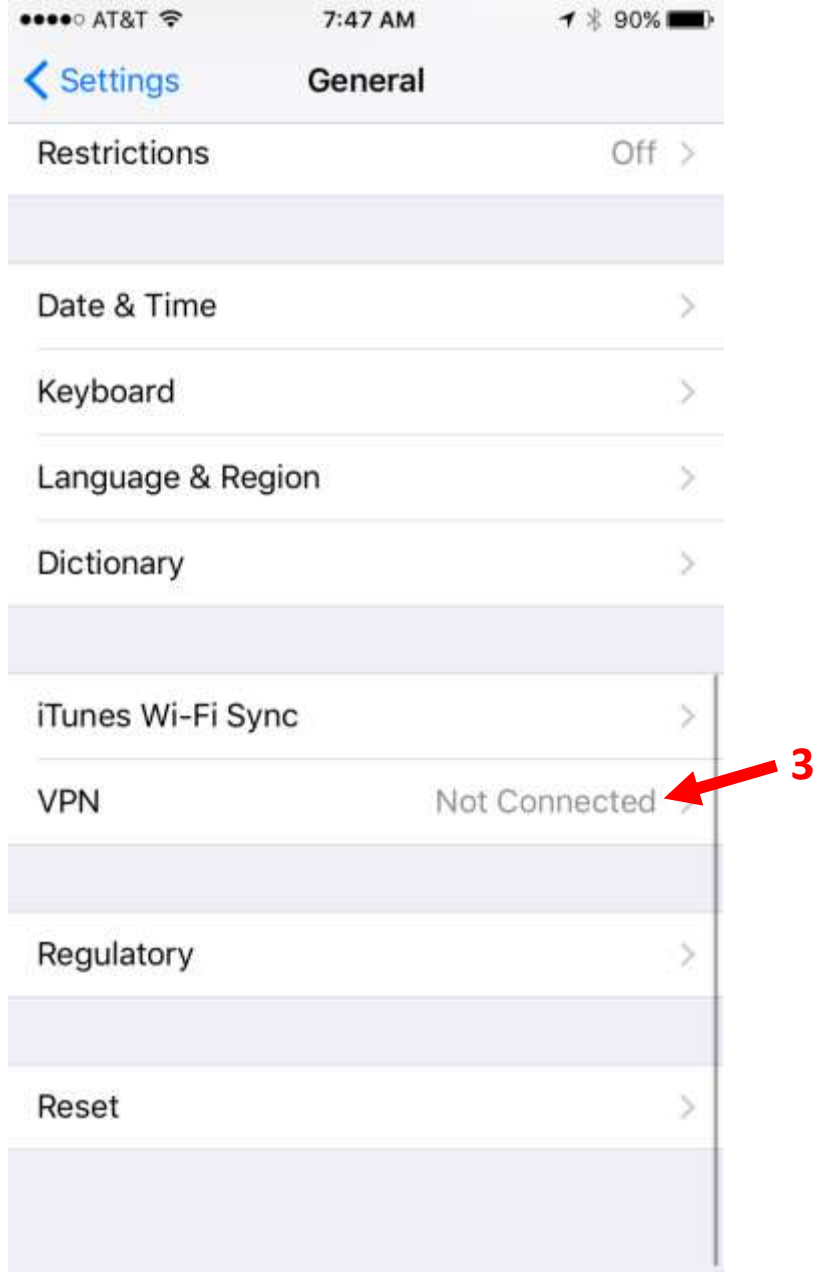 AT&T 7:47 AM 90%
Settings General
Restrictions Off
Date & Time
Keyboard
Language & Region
Dictionary
iTunes Wi-Fi Sync
3
VPN Not Connected
Regulatory
Reset